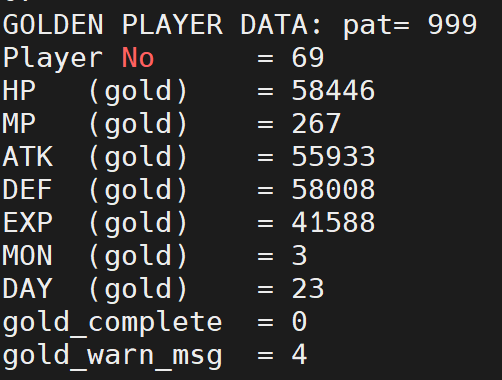 GOLDEN PLAYER DATA: pat= 999
Player No      = 69
HP   (gold)    = 58446
MP   (gold)    = 267
ATK  (gold)    = 55933
DEF  (gold)    = 58008
EXP  (gold)    = 41588
MON  (gold)    = 3
DAY  (gold)    = 23
gold_complete  = 0
gold_warn_msg  = 4